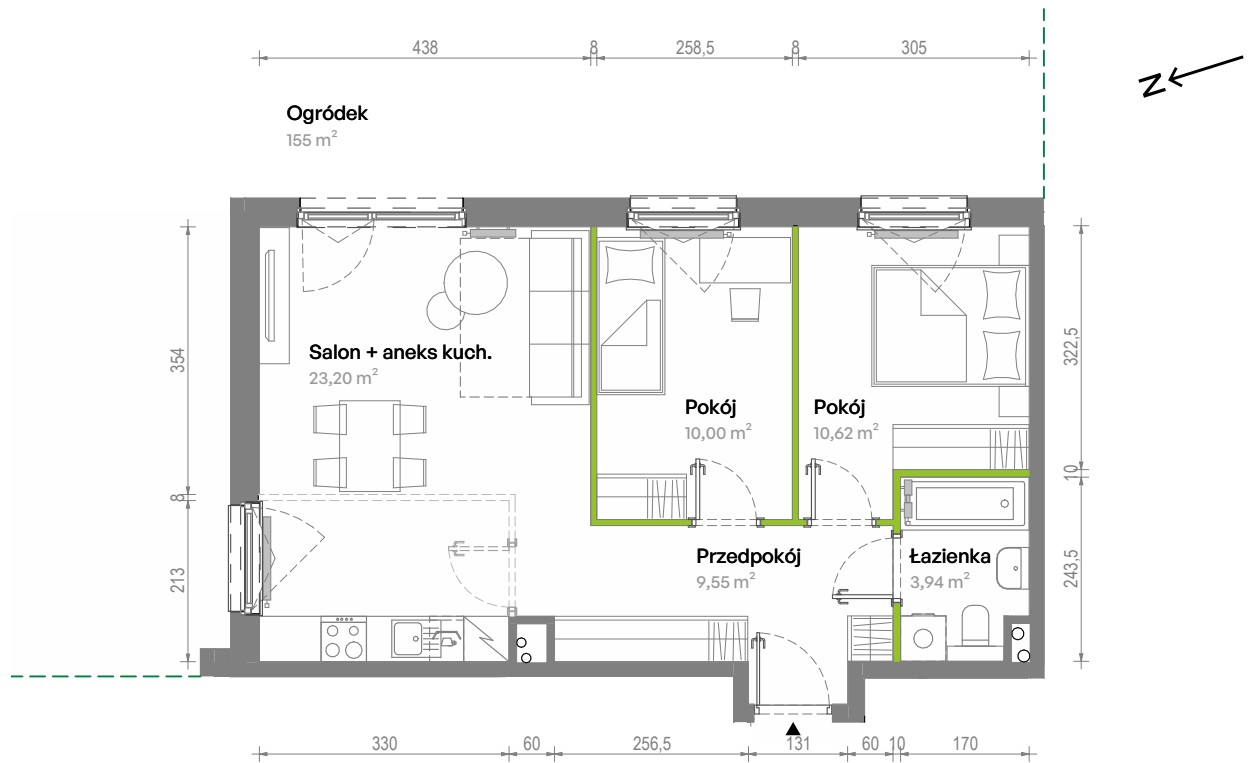 438
8
258,5
8
305
N
Ogródek
155 m²
354
8
213
322,5
10
243,5
Salon + aneks kuch.
23,20 m²
Pokój
10,00 m²
Pokój
10,62 m²
Przedpokój
9,55 m²
Łazienka
3,94 m²
330
60
256,5
131
60
10
170